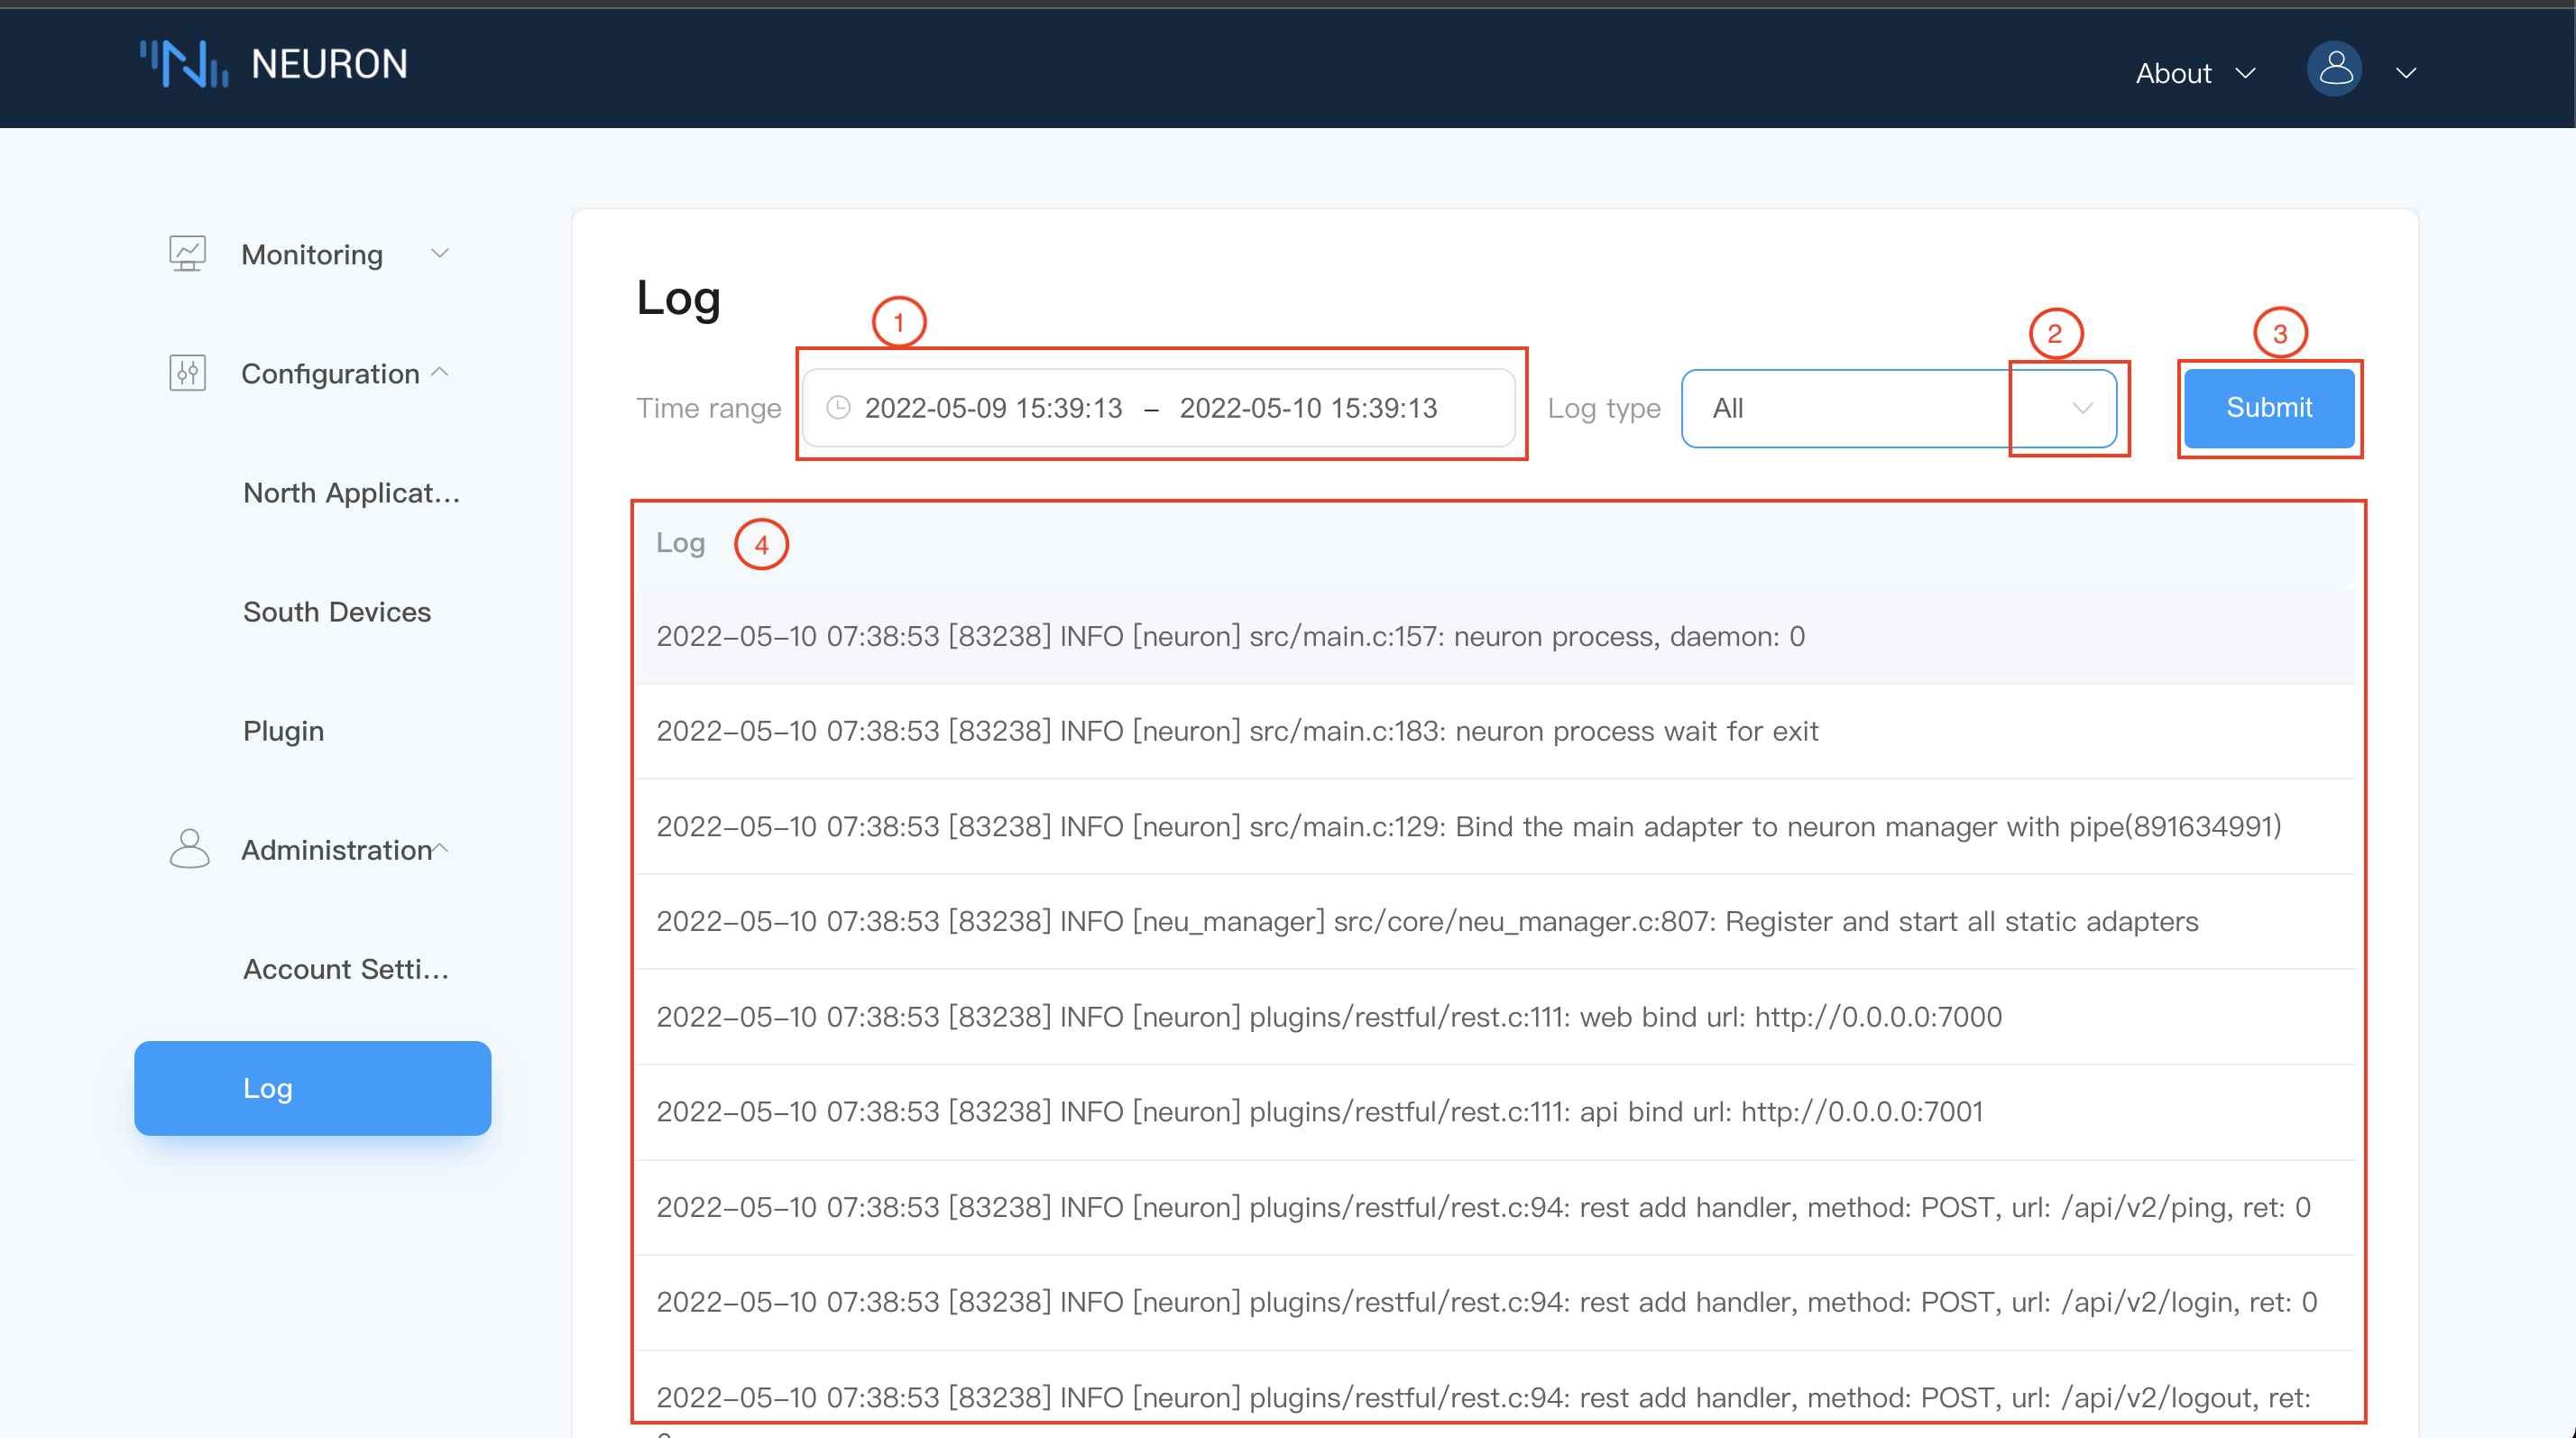 NEURON
About
Monitoring
Configuration
North Applicat...
South Devices
Plugin
Administration
Account Setti...
Log
Log
1
2
3
Time range 2022-05-09 15:39:13 – 2022-05-10 15:39:13 Log type All Submit
Log 4
2022-05-10 07:38:53 [83238] INFO [neuron] src/main.c:157: neuron process, daemon: 0
2022-05-10 07:38:53 [83238] INFO [neuron] src/main.c:183: neuron process wait for exit
2022-05-10 07:38:53 [83238] INFO [neuron] src/main.c:129: Bind the main adapter to neuron manager with pipe(891634991)
2022-05-10 07:38:53 [83238] INFO [neu_manager] src/core/neu_manager.c:807: Register and start all static adapters
2022-05-10 07:38:53 [83238] INFO [neuron] plugins/restful/rest.c:111: web bind url: http://0.0.0.0:7000
2022-05-10 07:38:53 [83238] INFO [neuron] plugins/restful/rest.c:111: api bind url: http://0.0.0.0:7001
2022-05-10 07:38:53 [83238] INFO [neuron] plugins/restful/rest.c:94: rest add handler, method: POST, url: /api/v2/ping, ret: 0
2022-05-10 07:38:53 [83238] INFO [neuron] plugins/restful/rest.c:94: rest add handler, method: POST, url: /api/v2/login, ret: 0
2022-05-10 07:38:53 [83238] INFO [neuron] plugins/restful/rest.c:94: rest add handler, method: POST, url: /api/v2/logout, ret: